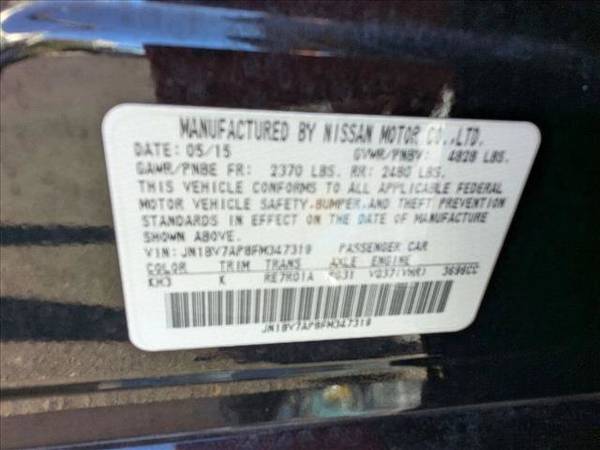 MANUFACTURED BY NISSAN MOTOR CO.,LTD.
DATE: 05/15 GVWR/PNBV: 4828 LBS.
GAWR/PNBE FR: 2370 LBS. RR: 2480 LBS.
THIS VEHICLE CONFORMS TO ALL APPLICABLE FEDERAL
MOTOR VEHICLE SAFETY,BUMPER,AND THEFT PREVENTION
STANDARDS IN EFFECT ON THE DATE OF MANUFACTURE
SHOWN ABOVE.
VIN: JN1BV7AP8FM347319 PASSENGER CAR
COLOR TRIM TRANS AXLE ENGINE
KH3 K RE7R01A RG31 VQ37(VHR) 3696CC
JN1BV7AP8FM347319